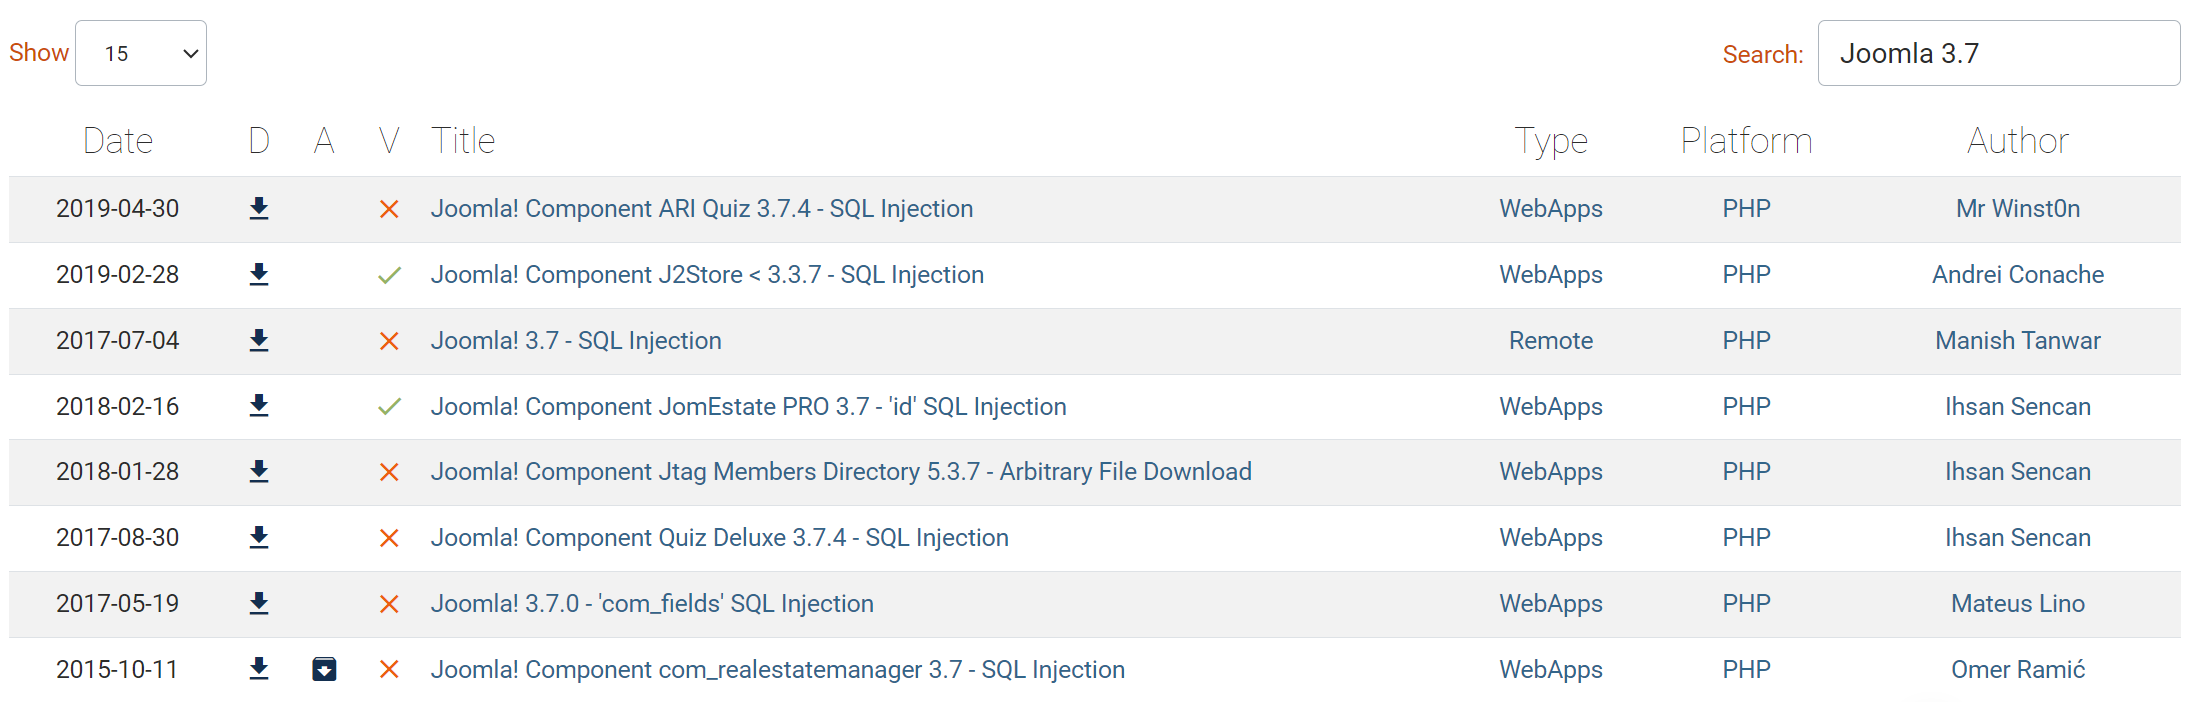 Show 15 Search: Joomla 3.7
Date D A V Title Type Platform Author
2019-04-30 Joomla! Component ARI Quiz 3.7.4 - SQL Injection WebApps PHP Mr Winst0n
2019-02-28 Joomla! Component J2Store < 3.3.7 - SQL Injection WebApps PHP Andrei Conache
2017-07-04 Joomla! 3.7 - SQL Injection Remote PHP Manish Tanwar
2018-02-16 Joomla! Component JomEstate PRO 3.7 - 'id' SQL Injection WebApps PHP Ihsan Sencan
2018-01-28 Joomla! Component Jtag Members Directory 5.3.7 - Arbitrary File Download WebApps PHP Ihsan Sencan
2017-08-30 Joomla! Component Quiz Deluxe 3.7.4 - SQL Injection WebApps PHP Ihsan Sencan
2017-05-19 Joomla! 3.7.0 - 'com_fields' SQL Injection WebApps PHP Mateus Lino
2015-10-11 Joomla! Component com_realestatemanager 3.7 - SQL Injection WebApps PHP Omer Ramić